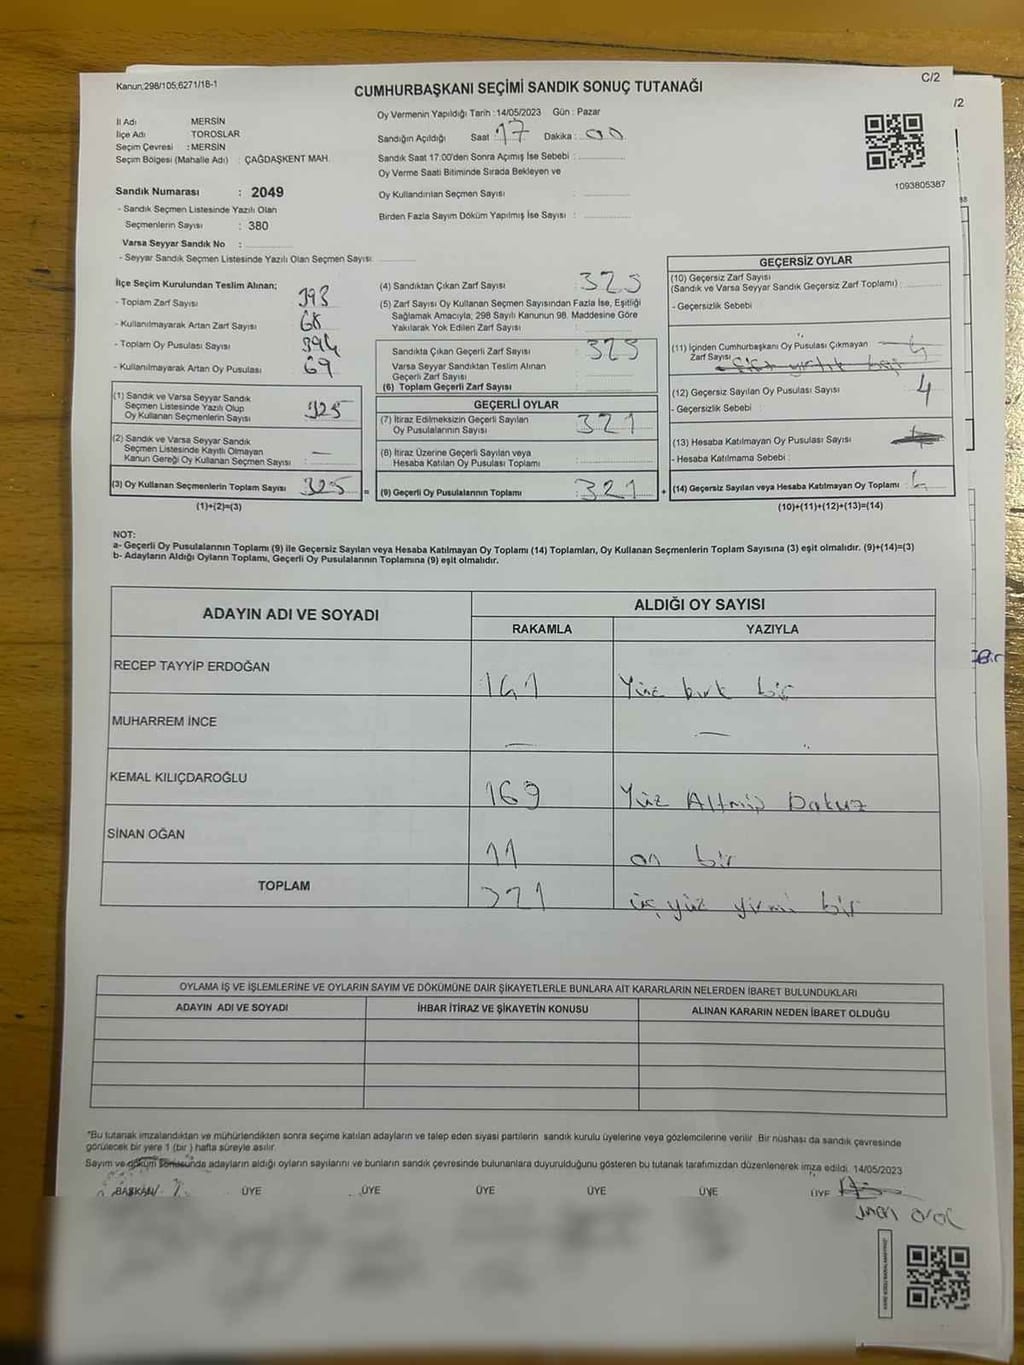 Kanun;298/105;6271/18-1
C/2
CUMHURBAŞKANI SEÇİMİ SANDIK SONUÇ TUTANAĞI
/2
İl Adı MERSİN
İlçe Adı TOROSLAR
Seçim Çevresi : MERSİN
Seçim Bölgesi (Mahalle Adı) : ÇAĞDAŞKENT MAH.
Oy Vermenin Yapıldığı Tarih : 14/05/2023 Gün : Pazar
Sandığın Açıldığı Saat : 17 Dakika : 00
Sandık Saat 17.00'den Sonra Açılmış İse Sebebi :
Oy Verme Saati Bitiminde Sırada Bekleyen ve
Oy Kullandırılan Seçmen Sayısı :
Birden Fazla Sayım Döküm Yapılmış İse Sayısı :
1093805387
Sandık Numarası : 2049
- Sandık Seçmen Listesinde Yazılı Olan
Seçmenlerin Sayısı : 380
Varsa Seyyar Sandık No :
- Seyyar Sandık Seçmen Listesinde Yazılı Olan Seçmen Sayısı:
İlçe Seçim Kurulundan Teslim Alınan;
- Toplam Zarf Sayısı 393
- Kullanılmayarak Artan Zarf Sayısı 68
- Toplam Oy Pusulası Sayısı 394
- Kullanılmayarak Artan Oy Pusulası 69
(1) Sandık ve Varsa Seyyar Sandık
Seçmen Listesinde Yazılı Olup
Oy Kullanan Seçmenlerin Sayısı 325
(2) Sandık ve Varsa Seyyar Sandık
Seçmen Listesinde Kayıtlı Olmayan
Kanun Gereği Oy Kullanan Seçmen Sayısı : —
(3) Oy Kullanan Seçmenlerin Toplam Sayısı 325 =
(1)+(2)=(3)
(4) Sandıktan Çıkan Zarf Sayısı : 325
(5) Zarf Sayısı Oy Kullanan Seçmen Sayısından Fazla İse, Eşitliği
Sağlamak Amacıyla, 298 Sayılı Kanunun 98. Maddesine Göre
Yakılarak Yok Edilen Zarf Sayısı :
Sandıkta Çıkan Geçerli Zarf Sayısı : 325
Varsa Seyyar Sandıktan Teslim Alınan
Geçerli Zarf Sayısı
(6) Toplam Geçerli Zarf Sayısı
GEÇERLİ OYLAR
(7) İtiraz Edilmeksizin Geçerli Sayılan
Oy Pusulalarının Sayısı : 321
(8) İtiraz Üzerine Geçerli Sayılan veya
Hesaba Katılan Oy Pusulası Toplamı :
(9) Geçerli Oy Pusulalarının Toplamı : 321 +
GEÇERSİZ OYLAR
(10) Geçersiz Zarf Sayısı
(Sandık ve Varsa Seyyar Sandık Geçersiz Zarf Toplamı) :
- Geçersizlik Sebebi :
(11) İçinden Cumhurbaşkanı Oy Pusulası Çıkmayan
Zarf Sayısı
(12) Geçersiz Sayılan Oy Pusulası Sayısı : 4
- Geçersizlik Sebebi :
(13) Hesaba Katılmayan Oy Pusulası Sayısı :
- Hesaba Katılmama Sebebi :
(14) Geçersiz Sayılan veya Hesaba Katılmayan Oy Toplamı : 4
(10)+(11)+(12)+(13)=(14)
NOT:
a- Geçerli Oy Pusulalarının Toplamı (9) ile Geçersiz Sayılan veya Hesaba Katılmayan Oy Toplamı (14) Toplamları, Oy Kullanan Seçmenlerin Toplam Sayısına (3) eşit olmalıdır. (9)+(14)=(3)
b- Adayların Aldığı Oyların Toplamı, Geçerli Oy Pusulalarının Toplamına (9) eşit olmalıdır.
ADAYIN ADI VE SOYADI ALDIĞI OY SAYISI
RAKAMLA YAZIYLA
RECEP TAYYİP ERDOĞAN 141 Yüz kırk bir
MUHARREM İNCE — —
KEMAL KILIÇDAROĞLU 169 Yüz Altmış Dokuz
SİNAN OĞAN 11 on bir
TOPLAM 321 üç yüz yirmi bir
Bir
OYLAMA İŞ VE İŞLEMLERİNE VE OYLARIN SAYIM VE DÖKÜMÜNE DAİR ŞİKAYETLERLE BUNLARA AİT KARARLARIN NELERDEN İBARET BULUNDUKLARI
ADAYIN ADI VE SOYADI İHBAR İTİRAZ VE ŞİKAYETİN KONUSU ALINAN KARARIN NEDEN İBARET OLDUĞU
"Bu tutanak imzalandıktan ve mühürlendikten sonra seçime katılan adayların ve talep eden siyasi partilerin sandık kurulu üyelerine veya gözlemcilerine verilir. Bir nüshası da sandık çevresinde
görülecek bir yere 1 (bir) hafta süreyle asılır.
Sayım ve döküm sonucunda adayların aldığı oyların sayılarını ve bunların sandık çevresinde bulunanlara duyurulduğunu gösteren bu tutanak tarafımızdan düzenlenerek imza edildi. 14/05/2023
BAŞKAN ÜYE ÜYE ÜYE ÜYE ÜYE ÜYE